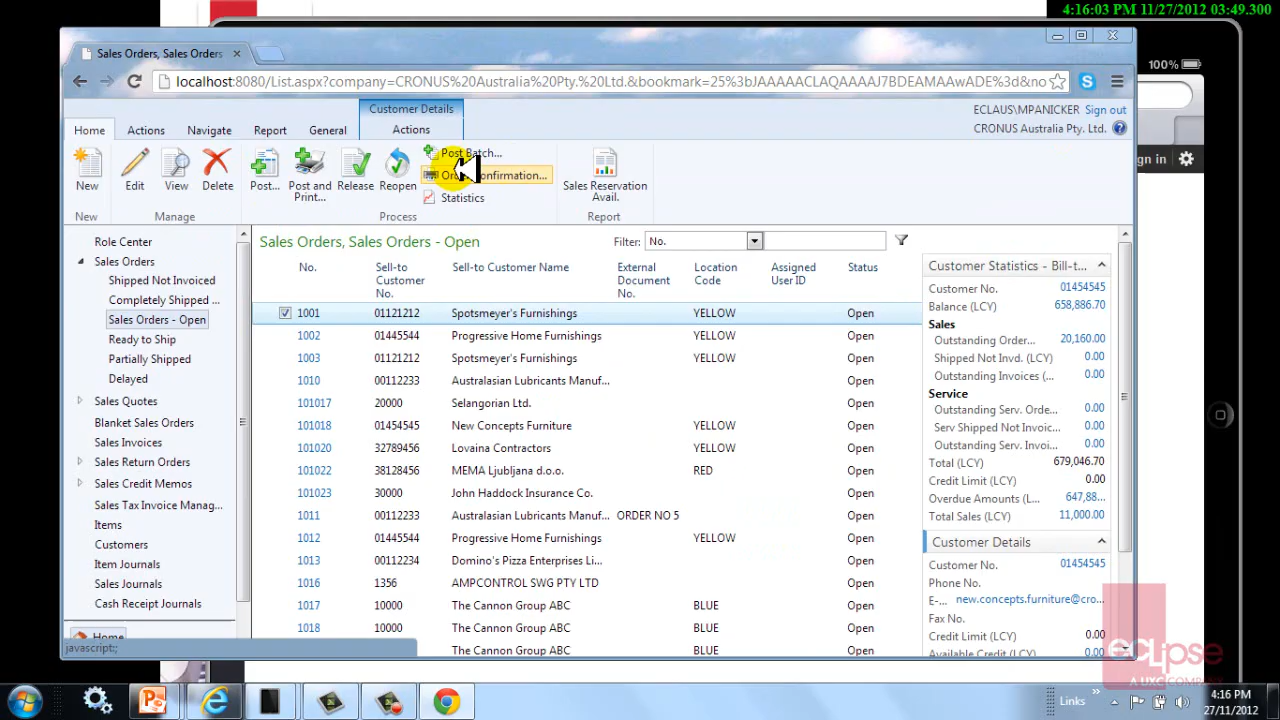 4:16:03 PM 11/27/2012 03:49.300
100%
Sales Orders, Sales Orders
localhost:8080/List.aspx?company=CRONUS%20Australia%20Pty.%20Ltd.&bookmark=25%3bJAAAAACLAQAAAAJ7BDEAMAAwADE%3d&no
Customer Details
ECLAUS\MPANICKER Sign out
Home Actions Navigate Report General Actions
CRONUS Australia Pty. Ltd.
gn in
Post Batch...
Confirmation...
Statistics
New Edit View Delete Post... Post and Print... Release Reopen Sales Reservation Avail.
New Manage Process Report
Role Center
Sales Orders
Shipped Not Invoiced
Completely Shipped ...
Sales Orders - Open
Ready to Ship
Partially Shipped
Delayed
Sales Quotes
Blanket Sales Orders
Sales Invoices
Sales Return Orders
Sales Credit Memos
Sales Tax Invoice Manag...
Items
Customers
Item Journals
Sales Journals
Cash Receipt Journals
Home
javascript:;
Sales Orders, Sales Orders - Open
Filter: No.
No. Sell-to Customer No. Sell-to Customer Name External Document No. Location Code Assigned User ID Status
1001 01121212 Spotsmeyer's Furnishings YELLOW Open
1002 01445544 Progressive Home Furnishings YELLOW Open
1003 01121212 Spotsmeyer's Furnishings YELLOW Open
1010 00112233 Australasian Lubricants Manuf... Open
101017 20000 Selangorian Ltd. Open
101018 01454545 New Concepts Furniture YELLOW Open
101020 32789456 Lovaina Contractors YELLOW Open
101022 38128456 MEMA Ljubljana d.o.o. RED Open
101023 30000 John Haddock Insurance Co. Open
1011 00112233 Australasian Lubricants Manuf... ORDER NO 5 Open
1012 01445544 Progressive Home Furnishings YELLOW Open
1013 00112234 Domino's Pizza Enterprises Li... Open
1016 1356 AMPCONTROL SWG PTY LTD Open
1017 10000 The Cannon Group ABC BLUE Open
1018 10000 The Cannon Group ABC BLUE Open
The Cannon Group ABC BLUE Open
Customer Statistics - Bill-t...
Customer No. 01454545
Balance (LCY) 658,886.70
Sales
Outstanding Order... 20,160.00
Shipped Not Invd. (LCY) 0.00
Outstanding Invoices (... 0.00
Service
Outstanding Serv. Orde... 0.00
Serv Shipped Not Invoic... 0.00
Outstanding Serv. Invoi... 0.00
Total (LCY) 679,046.70
Credit Limit (LCY) 0.00
Overdue Amounts (L... 647,88...
Total Sales (LCY) 11,000.00
Customer Details
Customer No. 01454545
Phone No.
E-... new.concepts.furniture@cro...
Fax No.
Credit Limit (LCY) 0.00
Available Credit (LCY) 0.00
eclipse
A UXC COMPANY
Links
4:16 PM
27/11/2012